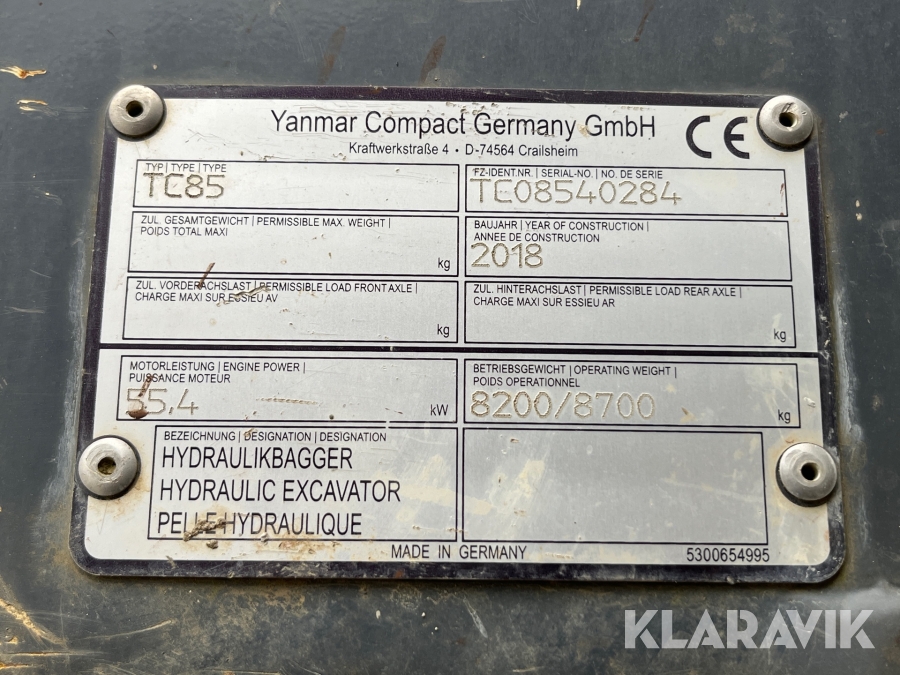 Yanmar Compact Germany GmbH
Kraftwerkstraße 4 • D-74564 Crailsheim
CE
TYP | TYPE | TYPE
TC85
FZ-IDENT.NR. | SERIAL-NO. | NO. DE SERIE
TC08540284
ZUL. GESAMTGEWICHT | PERMISSIBLE MAX. WEIGHT |
POIDS TOTAL MAXI
kg
BAUJAHR | YEAR OF CONSTRUCTION |
ANNEE DE CONSTRUCTION
2018
ZUL. VORDERACHSLAST | PERMISSIBLE LOAD FRONT AXLE |
CHARGE MAXI SUR ESSIEU AV
kg
ZUL. HINTERACHSLAST | PERMISSIBLE LOAD REAR AXLE |
CHARGE MAXI SUR ESSIEU AR
kg
MOTORLEISTUNG | ENGINE POWER |
PUISSANCE MOTEUR
55,4
kW
BETRIEBSGEWICHT | OPERATING WEIGHT |
POIDS OPERATIONNEL
8200/8700
kg
BEZEICHNUNG | DESIGNATION | DESIGNATION
HYDRAULIKBAGGER
HYDRAULIC EXCAVATOR
PELLE HYDRAULIQUE
MADE IN GERMANY
5300654995
KLARAVIK